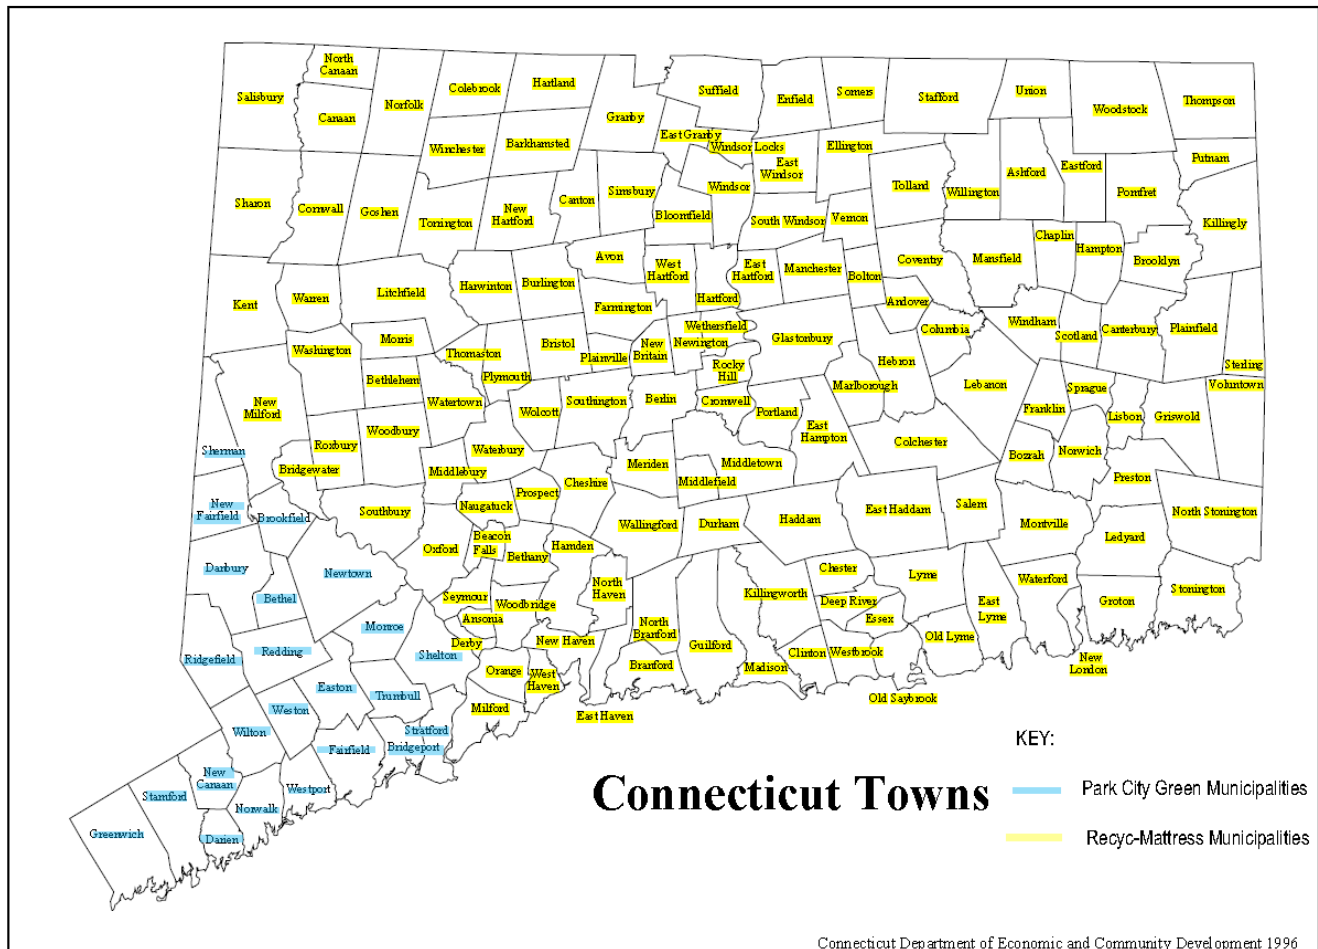 North
Canaan
Salisbury
Canaan
Norfolk
Colebrook
Hartland
Granby
Suffield
Enfield
Somers
Stafford
Union
Woodstock
Thompson
Winchester
Barkhamsted
East Granby
Windsor Locks
East
Windsor
Ellington
Tolland
Willington
Ashford
Eastford
Pomfret
Putnam
Sharon
Cornwall
Goshen
Torrington
New
Hartford
Canton
Simsbury
Bloomfield
Windsor
South Windsor
Vernon
Killingly
Kent
Warren
Litchfield
Harwinton
Burlington
Avon
Farmington
West
Hartford
Hartford
East
Hartford
Manchester
Bolton
Coventry
Andover
Mansfield
Chaplin
Hampton
Brooklyn
Washington
Morris
Thomaston
Plymouth
Bristol
Plainville
New
Britain
Newington
Wethersfield
Rocky
Hill
Glastonbury
Hebron
Columbia
Windham
Scotland
Canterbury
Plainfield
Sterling
New
Milford
Bethlehem
Watertown
Wolcott
Southington
Berlin
Cromwell
Portland
Marlborough
East
Hampton
Lebanon
Franklin
Sprague
Lisbon
Griswold
Voluntown
Sherman
Roxbury
Woodbury
Bridgewater
Middlebury
Waterbury
Cheshire
Meriden
Middlefield
Middletown
Colchester
Bozrah
Norwich
Preston
New
Fairfield
Brookfield
Southbury
Naugatuck
Prospect
Wallingford
Durham
Haddam
East Haddam
Salem
Montville
Ledyard
North Stonington
Danbury
Bethel
Newtown
Oxford
Beacon
Falls
Bethany
Hamden
North
Haven
Killingworth
Chester
Deep River
Essex
Lyme
East
Lyme
Waterford
Groton
Stonington
Ridgefield
Redding
Monroe
Seymour
Ansonia
Derby
Shelton
Woodbridge
New Haven
North
Branford
Branford
Guilford
Madison
Clinton
Westbrook
Old Lyme
New
London
Easton
Trumbull
Orange
West
Haven
Milford
East Haven
Old Saybrook
Weston
Wilton
Fairfield
Stratford
Bridgeport
New
Canaan
Stamford
Westport
Norwalk
Greenwich
Darien
KEY:
Connecticut Towns
Park City Green Municipalities
Recyc-Mattress Municipalities
Connecticut Department of Economic and Community Development 1996